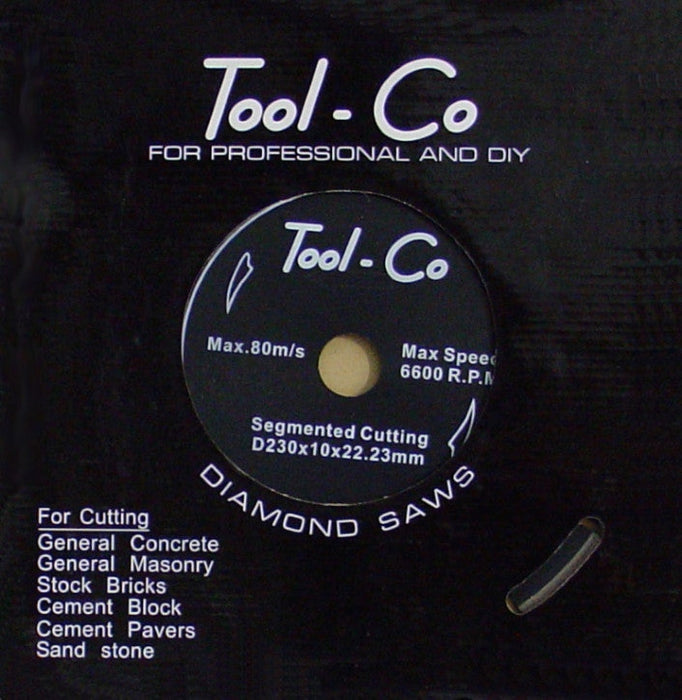 Tool - Co
FOR PROFESSIONAL AND DIY
Tool - Co
Max.80m/s
Max Speed
6600 R.P.M
Segmented Cutting
D230x10x22.23mm
DIAMOND SAWS
For Cutting
General Concrete
General Masonry
Stock Bricks
Cement Block
Cement Pavers
Sand stone